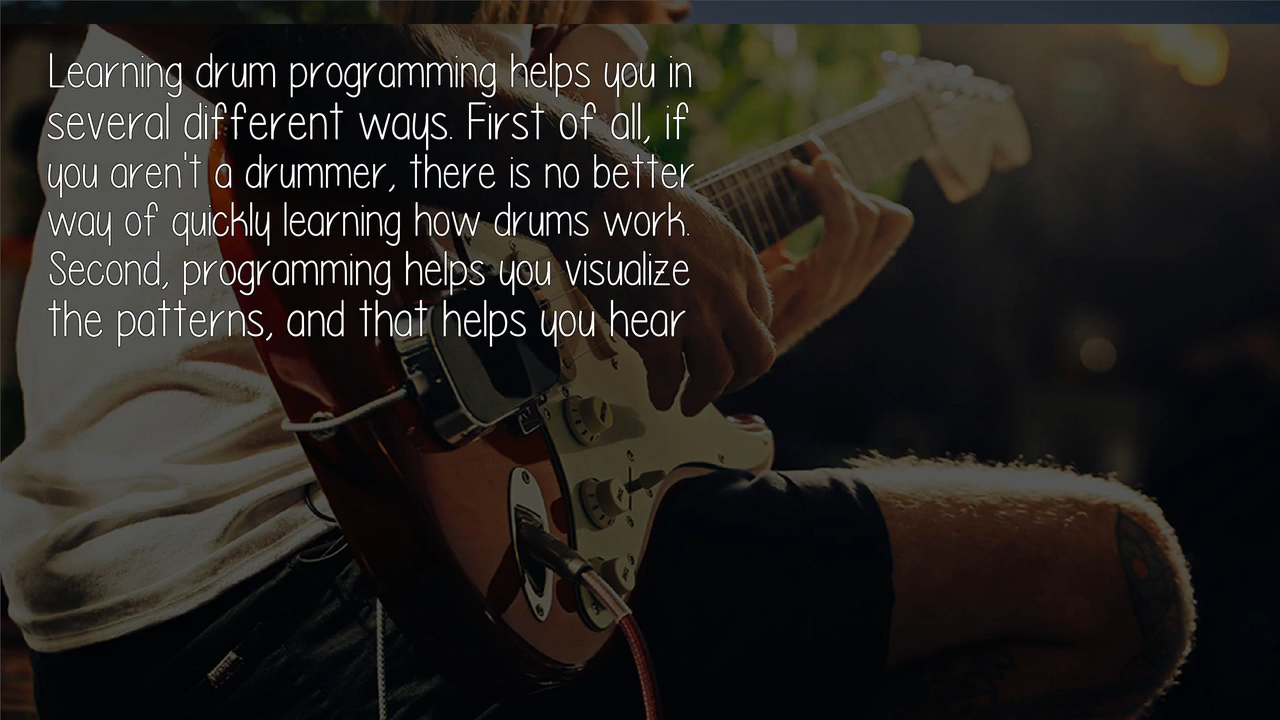 Learning drum programming helps you in
several different ways. First of all, if
you aren't a drummer, there is no better
way of quickly learning how drums work.
Second, programming helps you visualize
the patterns, and that helps you hear